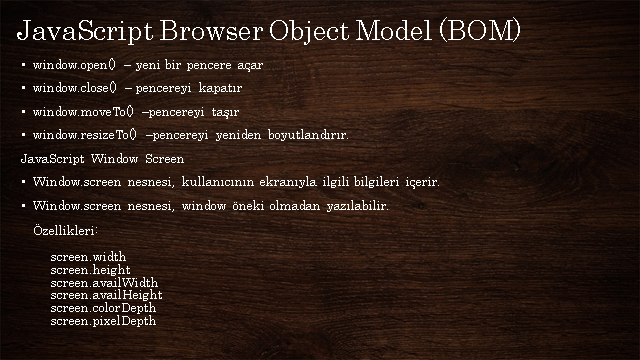 JavaScript Browser Object Model (BOM)
• window.open() – yeni bir pencere açar
• window.close() – pencereyi kapatır
• window.moveTo() –pencereyi taşır
• window.resizeTo() –pencereyi yeniden boyutlandırır.
JavaScript Window Screen
• Window.screen nesnesi, kullanıcının ekranıyla ilgili bilgileri içerir.
• Window.screen nesnesi, window öneki olmadan yazılabilir.
Özellikleri:
screen.width
screen.height
screen.availWidth
screen.availHeight
screen.colorDepth
screen.pixelDepth